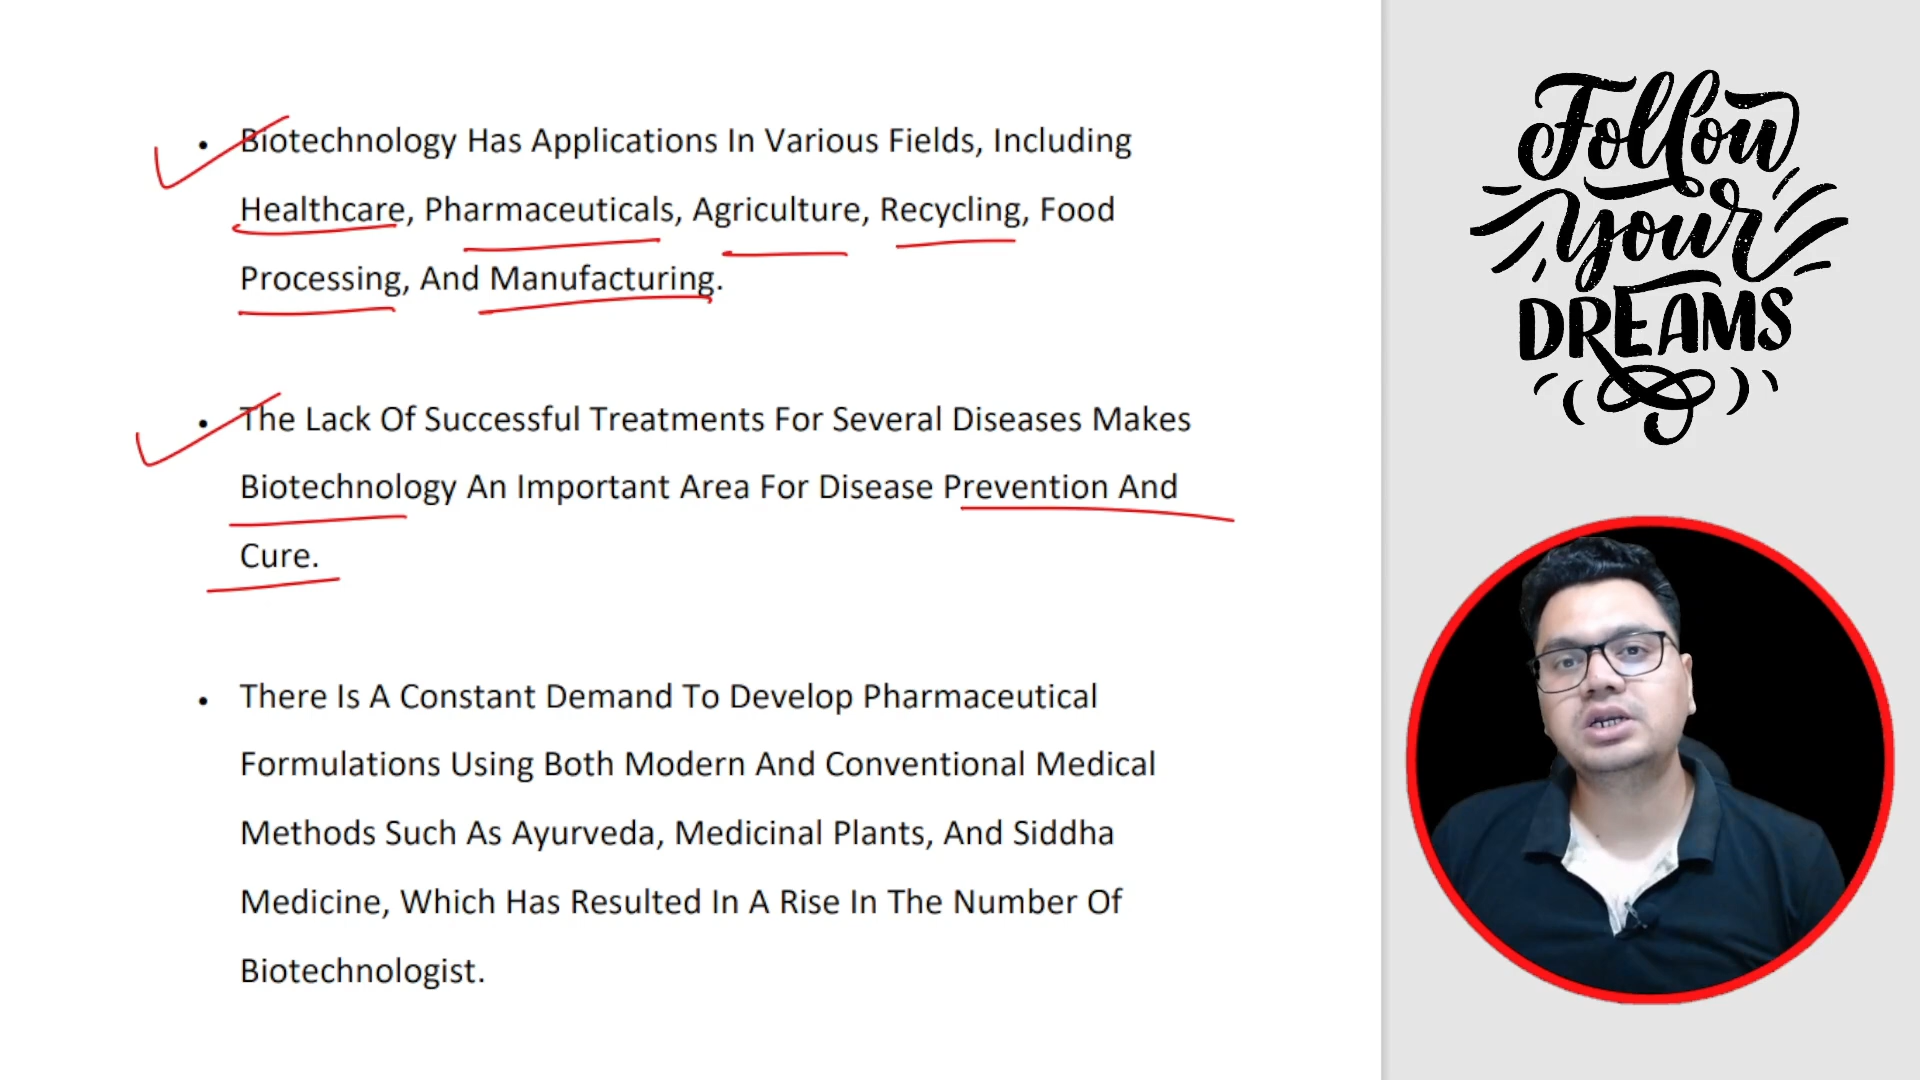 • Biotechnology Has Applications In Various Fields, Including
Healthcare, Pharmaceuticals, Agriculture, Recycling, Food
Processing, And Manufacturing.
• The Lack Of Successful Treatments For Several Diseases Makes
Biotechnology An Important Area For Disease Prevention And
Cure.
• There Is A Constant Demand To Develop Pharmaceutical
Formulations Using Both Modern And Conventional Medical
Methods Such As Ayurveda, Medicinal Plants, And Siddha
Medicine, Which Has Resulted In A Rise In The Number Of
Biotechnologist.
Follow
Your
DREAMS